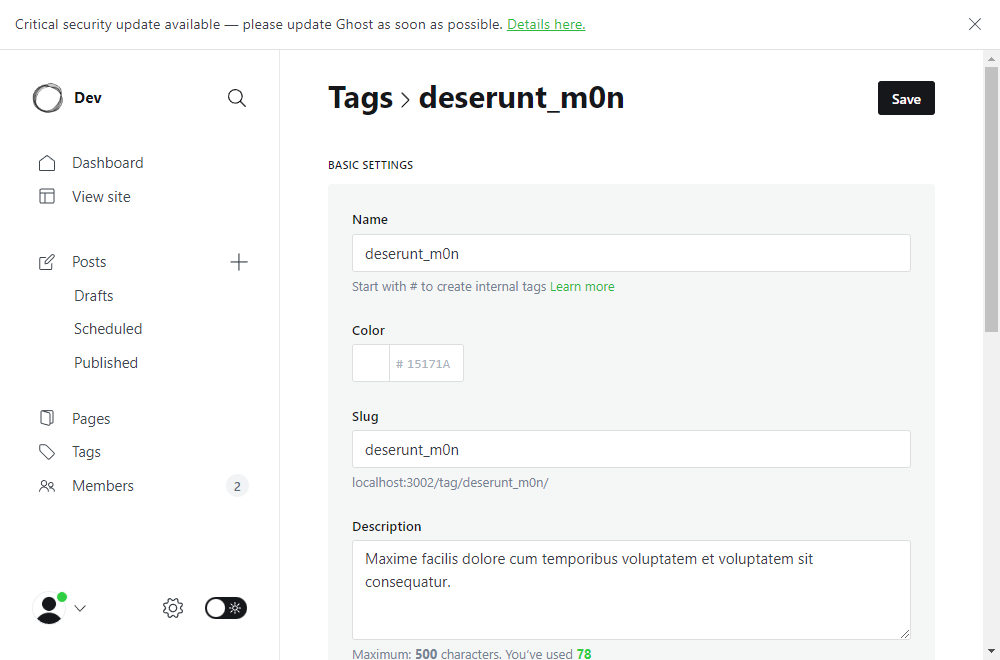 Critical security update available — please update Ghost as soon as possible. Details here.
Dev
Dashboard
View site
Posts
Drafts
Scheduled
Published
Pages
Tags
Members 2
Tags > deserunt_m0n
Save
BASIC SETTINGS
Name
deserunt_m0n
Start with # to create internal tags Learn more
Color
# 15171A
Slug
deserunt_m0n
localhost:3002/tag/deserunt_m0n/
Description
Maxime facilis dolore cum temporibus voluptatem et voluptatem sit
consequatur.
Maximum: 500 characters. You’ve used 78